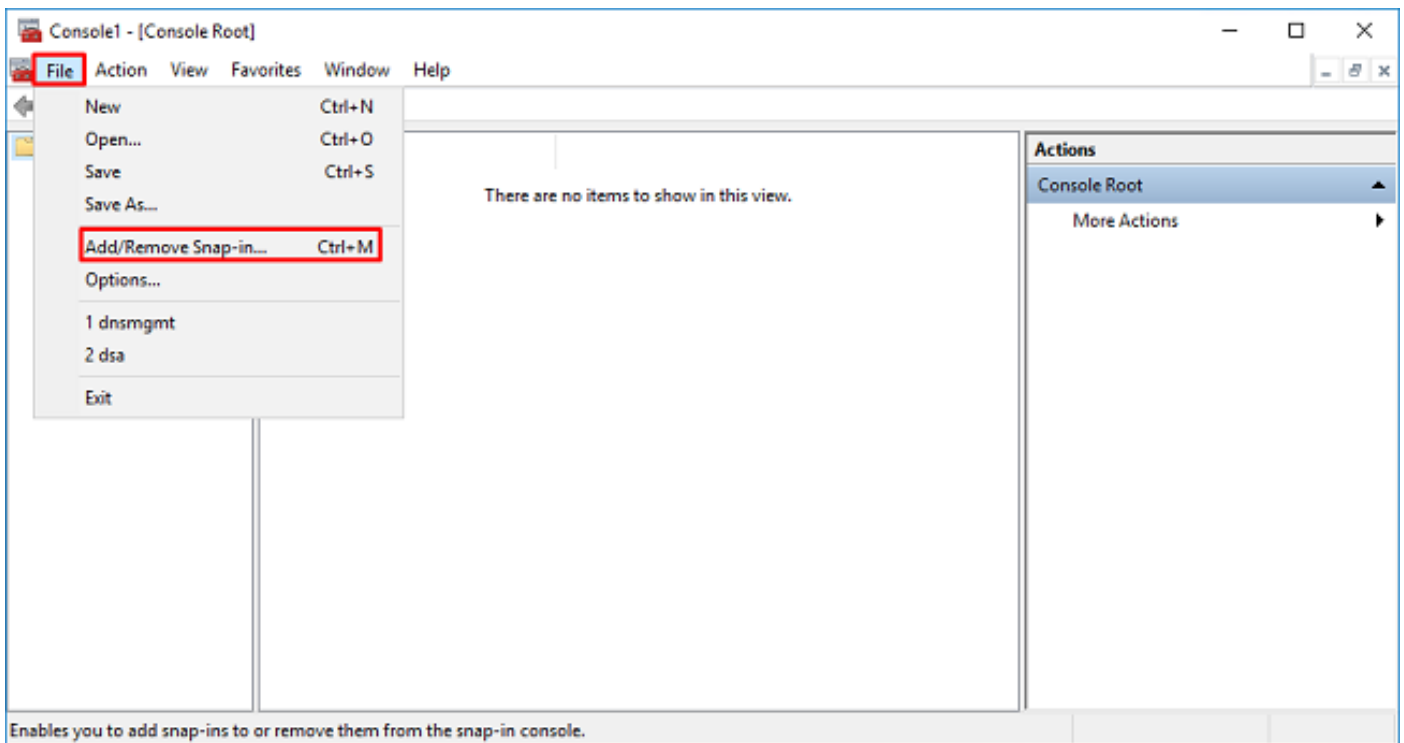 Console1 - [Console Root]
File Action View Favorites Window Help
New Ctrl+N
Open... Ctrl+O
Save Ctrl+S
Save As...
Add/Remove Snap-in... Ctrl+M
Options...
1 dnsmgmt
2 dsa
Exit
There are no items to show in this view.
Actions
Console Root
More Actions
Enables you to add snap-ins to or remove them from the snap-in console.